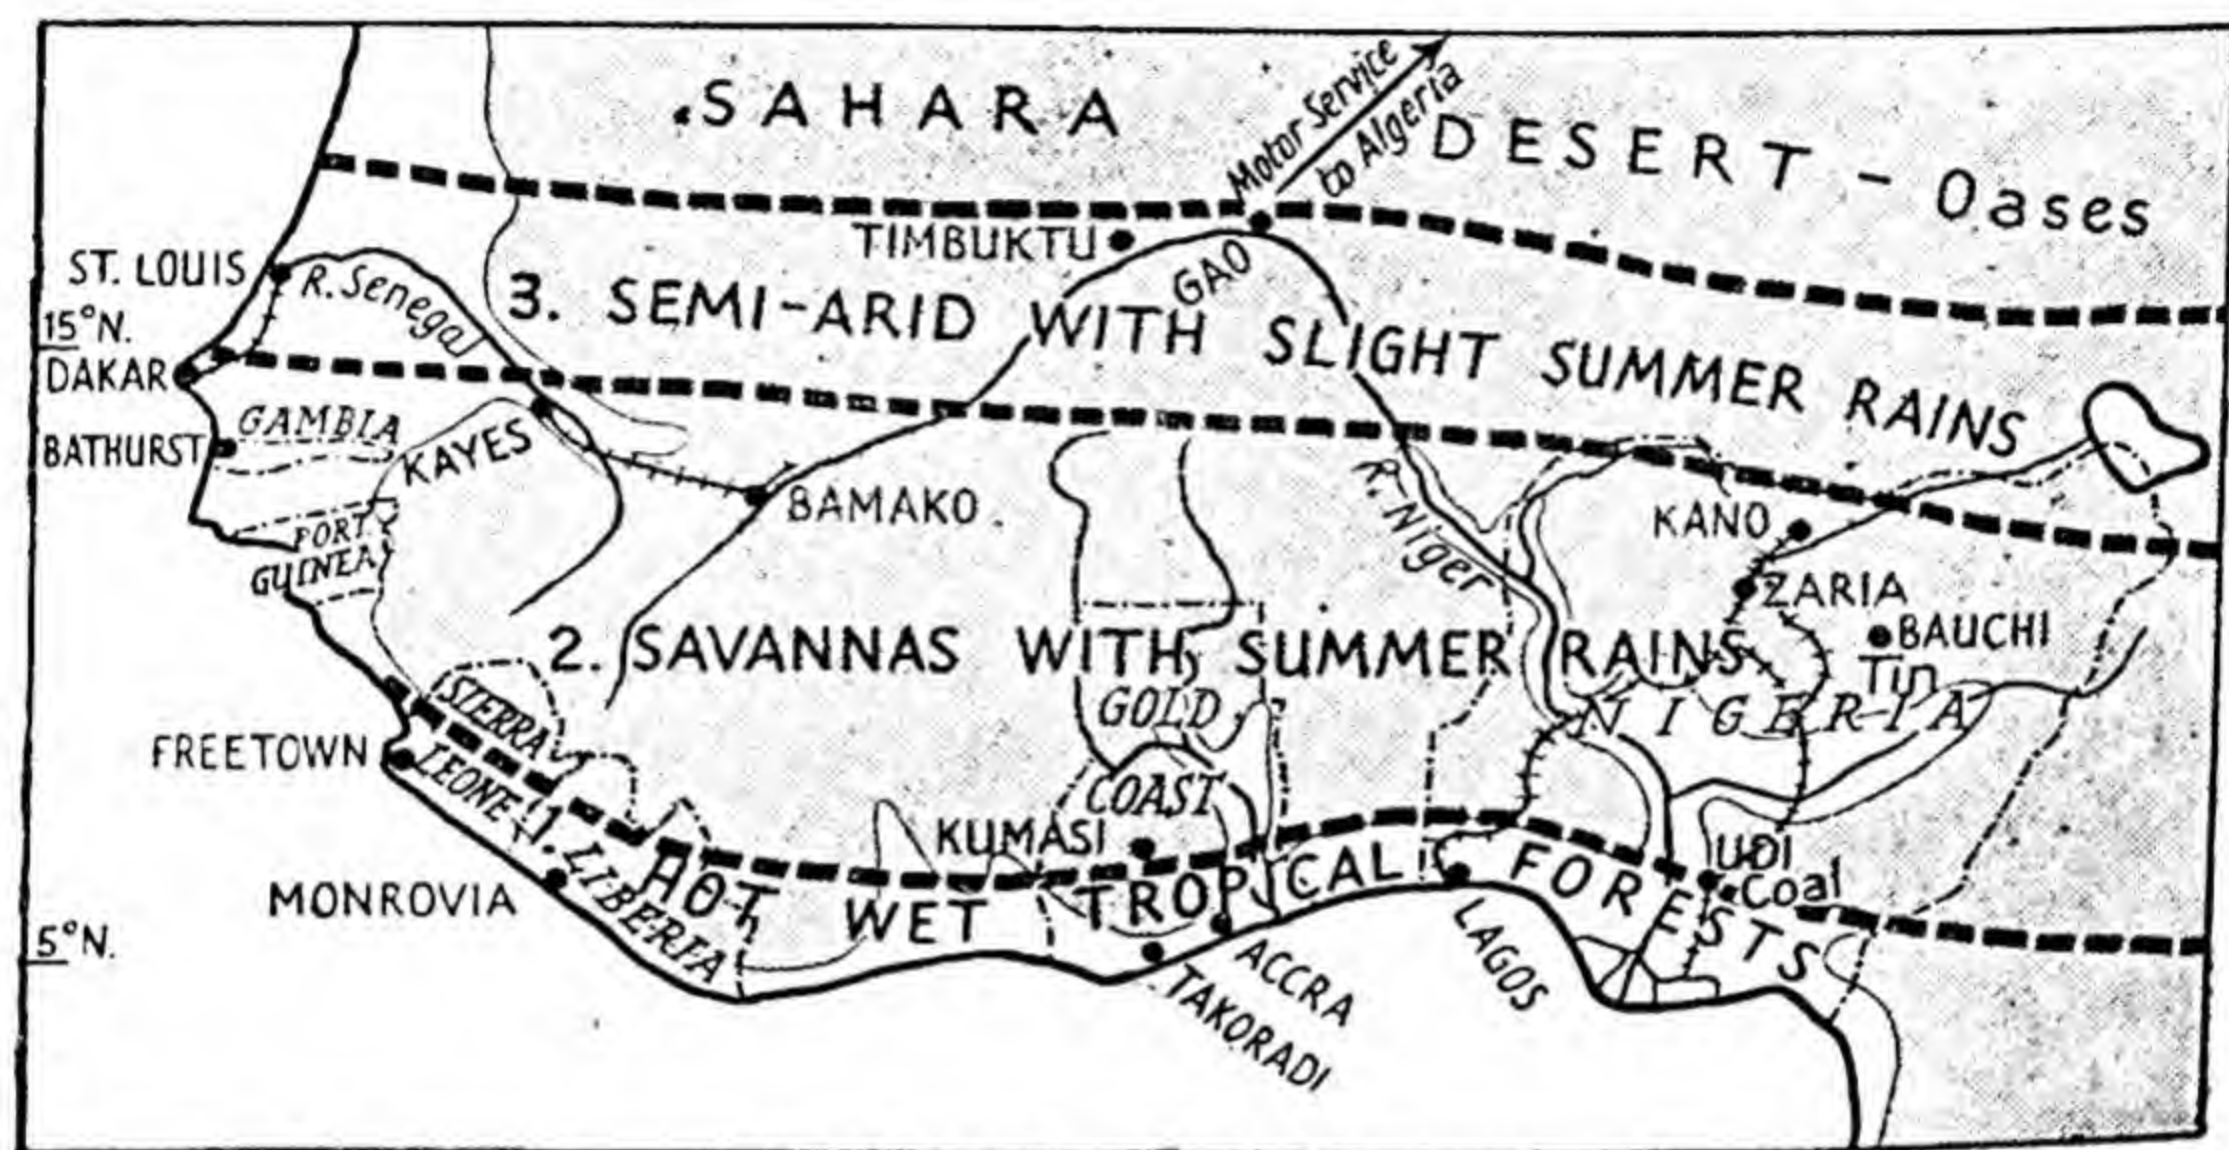 SAHARA
DESERT - Oases
Motor Service
to Algeria
TIMBUKTU
GAO
ST. LOUIS
R. Senegal
3. SEMI-ARID WITH SLIGHT SUMMER RAINS
15°N.
DAKAR
GAMBIA
BATHURST
KAYES
BAMAKO
R. Niger
KANO
PORT.
GUINEA
ZARIA
BAUCHI
Tin
2. SAVANNAS WITH SUMMER RAINS
NIGERIA
SIERRA
LEONE
FREETOWN
GOLD
COAST
KUMASI
UDI
Coal
1. HOT WET TROPICAL FORESTS
LIBERIA
MONROVIA
5°N.
LAGOS
ACCRA
TAKORADI